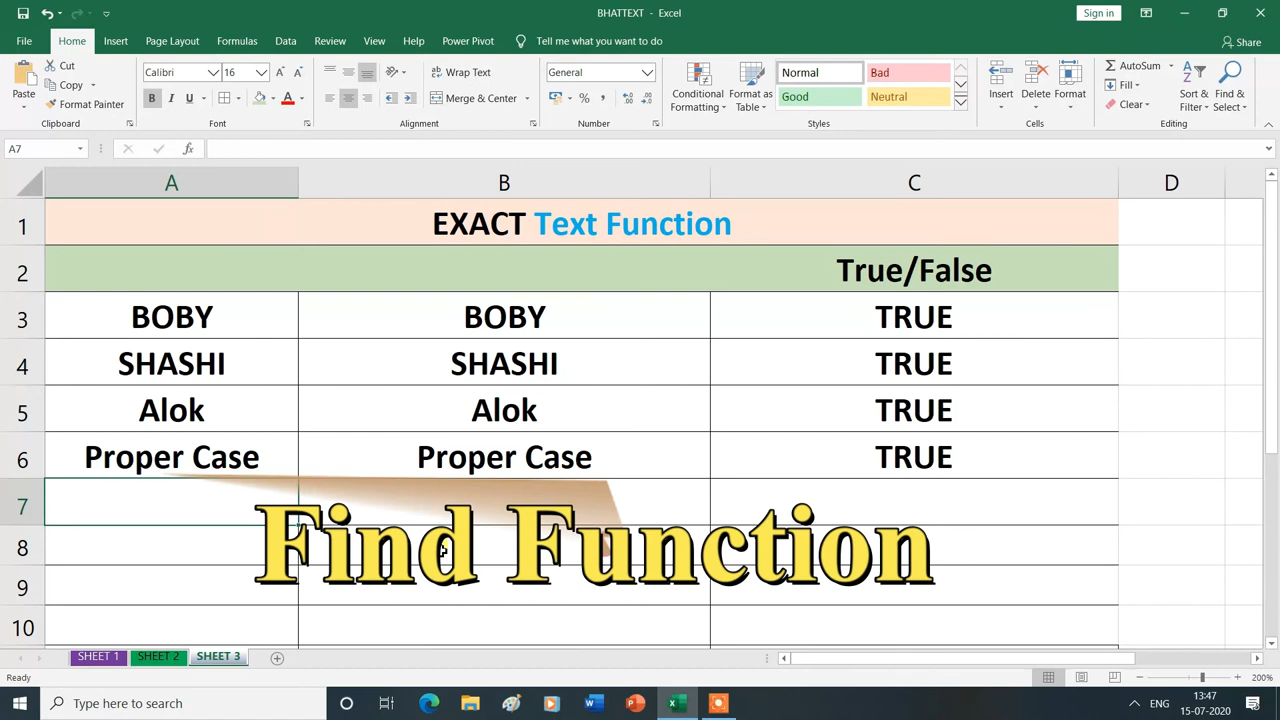 BHATTEXT - Excel
Sign in
File Home Insert Page Layout Formulas Data Review View Help Power Pivot Tell me what you want to do Share
Paste Cut Copy Format Painter
Calibri 16
B I U A
Wrap Text
Merge & Center
General
% ,
Conditional Formatting
Format as Table
Normal Bad
Good Neutral
Insert Delete Format
AutoSum
Fill
Clear
Sort & Filter
Find & Select
Clipboard Font Alignment Number Styles Cells Editing
A7 fx
A B C D
1 EXACT Text Function
2 True/False
3 BOBY BOBY TRUE
4 SHASHI SHASHI TRUE
5 Alok Alok TRUE
6 Proper Case Proper Case TRUE
7
Find Function
8
9
10
SHEET 1 SHEET 2 SHEET 3
Ready 200%
Type here to search
ENG
13:47
15-07-2020